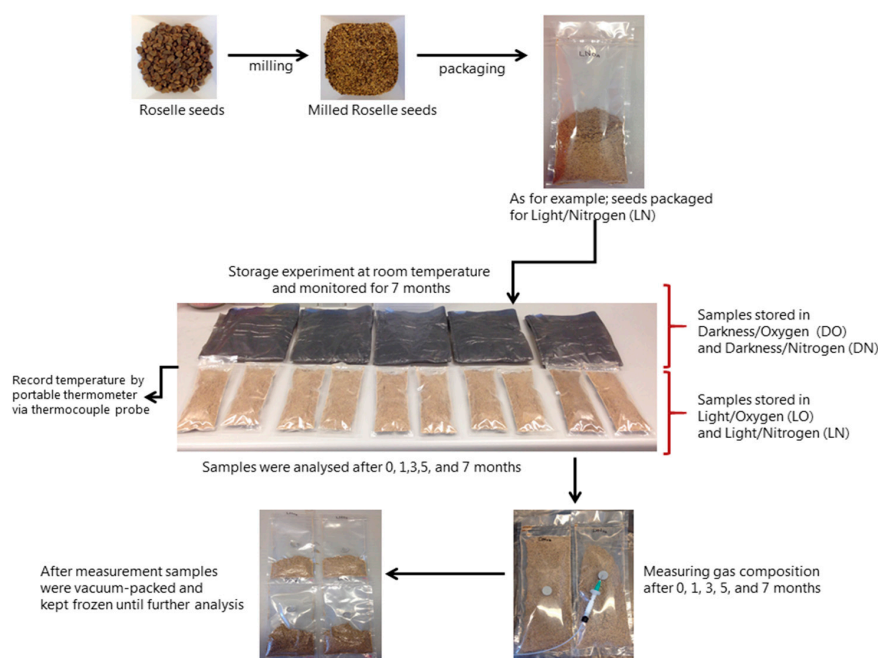 milling
packaging
Roselle seeds
Milled Roselle seeds
As for example; seeds packaged
for Light/Nitrogen (LN)
Storage experiment at room temperature
and monitored for 7 months
Samples stored in
Darkness/Oxygen (DO)
and Darkness/Nitrogen (DN)
Record temperature by
portable thermometer
via thermocouple probe
Samples stored in
Light/Oxygen (LO)
and Light/Nitrogen (LN)
Samples were analysed after 0, 1,3,5, and 7 months
After measurement samples
were vacuum-packed and
kept frozen until further analysis
Measuring gas composition
after 0, 1, 3, 5, and 7 months